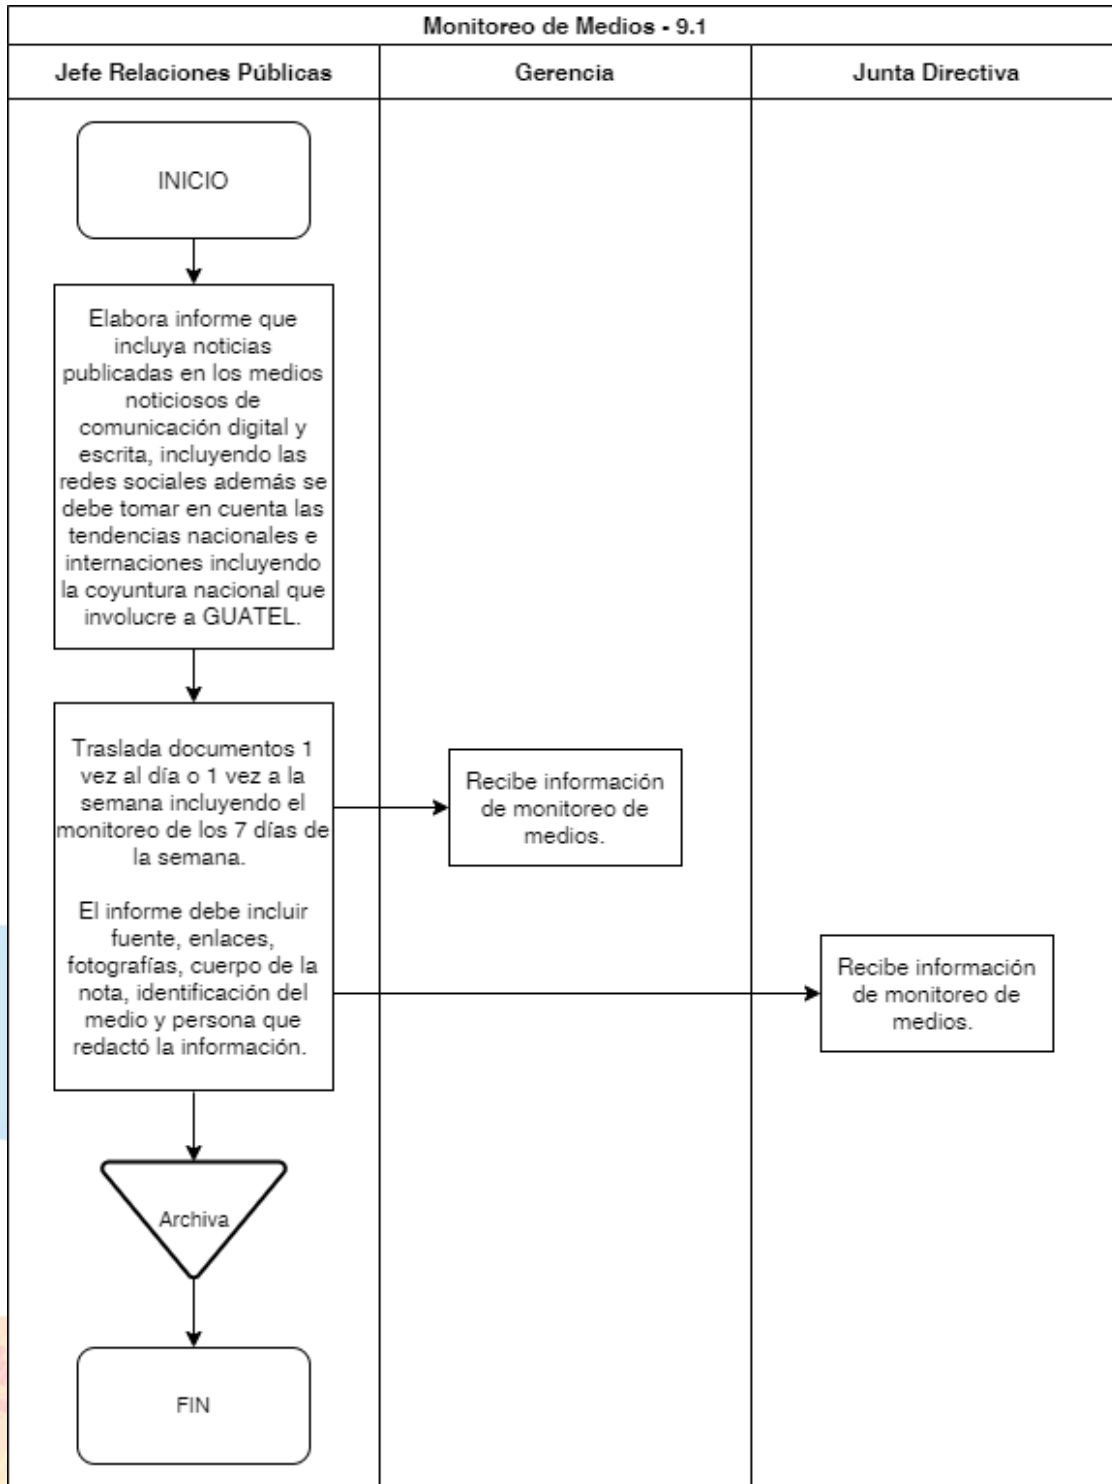 Monitoreo de Medios - 9.1
Jefe Relaciones Públicas
Gerencia
Junta Directiva
INICIO
Elabora informe que
incluya noticias
publicadas en los medios
noticiosos de
comunicación digital y
escrita, incluyendo las
redes sociales además se
debe tomar en cuenta las
tendencias nacionales e
internaciones incluyendo
la coyuntura nacional que
involucre a GUATEL.
Traslada documentos 1
vez al día o 1 vez a la
semana incluyendo el
monitoreo de los 7 días de
la semana.
El informe debe incluir
fuente, enlaces,
fotografías, cuerpo de la
nota, identificación del
medio y persona que
redactó la información.
Recibe información
de monitoreo de
medios.
Recibe información
de monitoreo de
medios.
Archiva
FIN